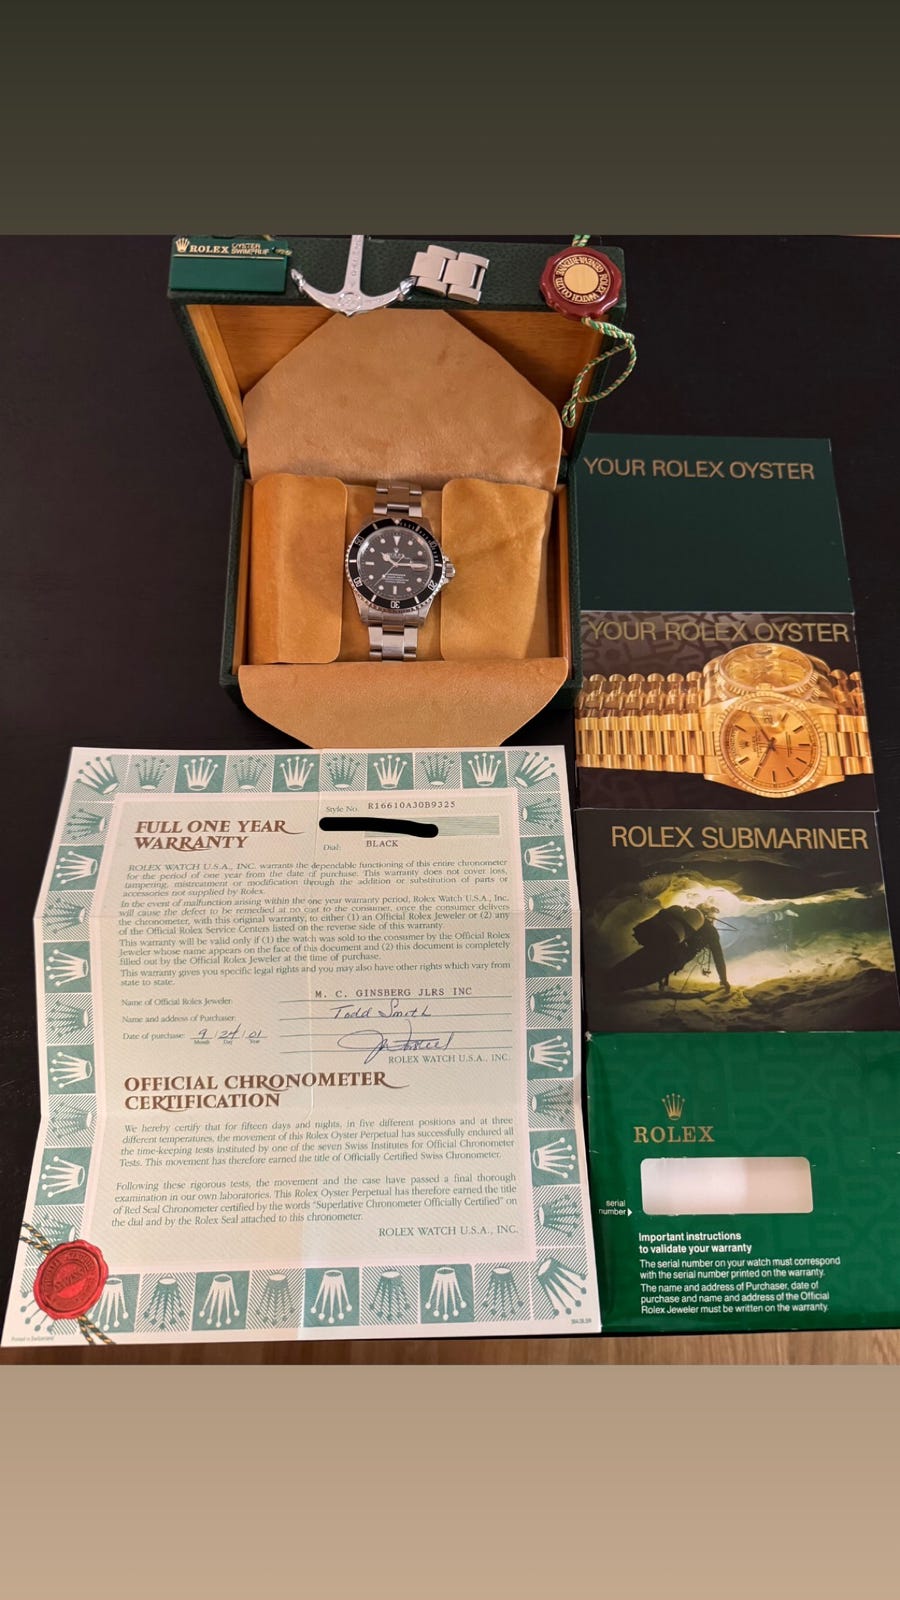 ROLEX OYSTER
SWIMPRUF
YOUR ROLEX OYSTER
YOUR ROLEX OYSTER
ROLEX
ROLEX SUBMARINER
Style No. R16610A30B9325
FULL ONE YEAR
WARRANTY
Dial: BLACK
ROLEX WATCH U.S.A., INC. warrants the dependable functioning of this entire chronometer
for the period of one year from the date of purchase. This warranty does not cover loss,
tampering, mistreatment or modification through the addition or substitution of parts or
accessories not supplied by Rolex.
In the event of malfunction arising within the one year warranty period, Rolex Watch U.S.A., Inc.
will cause the defect to be remedied at no cost to the consumer, once the consumer delivers
the chronometer, with this original warranty, to either (1) an Official Rolex Jeweler or (2) any
of the Official Rolex Service Centers listed on the reverse side of this warranty.
This warranty will be valid only if (1) the watch was sold to the consumer by the Official Rolex
Jeweler whose name appears on the face of this document and (2) this document is completely
filled out by the Official Rolex Jeweler at the time of purchase.
This warranty gives you specific legal rights and you may also have other rights which vary from
state to state.
Name of Official Rolex Jeweler: M. C. GINSBERG JLRS INC
Name and address of Purchaser: Todd Smith
Date of purchase: 9 24 01
Month Day Year
ROLEX WATCH U.S.A., INC.
OFFICIAL CHRONOMETER
CERTIFICATION
We hereby certify that for fifteen days and nights, in five different positions and at three
different temperatures, the movement of this Rolex Oyster Perpetual has successfully endured all
the time-keeping tests instituted by one of the seven Swiss Institutes for Official Chronometer
Tests. This movement has therefore earned the title of Officially Certified Swiss Chronometer.
Following these rigorous tests, the movement and the case have passed a final thorough
examination in our own laboratories. This Rolex Oyster Perpetual has therefore earned the title
of Red Seal Chronometer certified by the words "Superlative Chronometer Officially Certified" on
the dial and by the Rolex Seal attached to this chronometer.
ROLEX WATCH U.S.A., INC.
Printed in Switzerland
ROLEX
serial
number
Important instructions
to validate your warranty
The serial number on your watch must correspond
with the serial number printed on the warranty.
The name and address of Purchaser, date of
purchase and name and address of the Official
Rolex Jeweler must be written on the warranty.